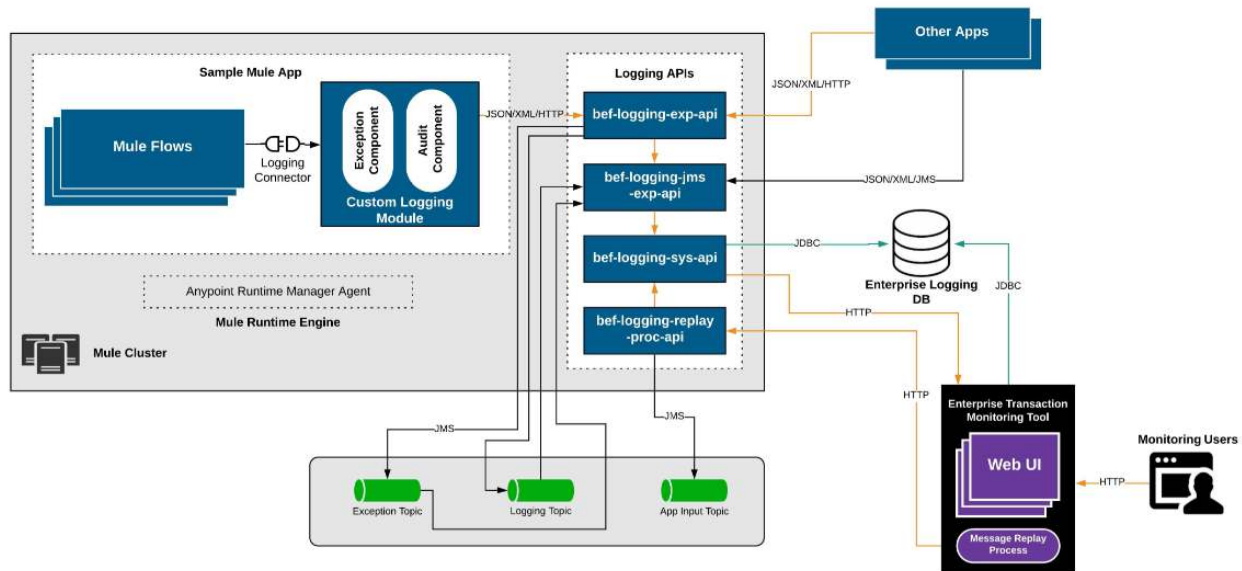 Other Apps
Sample Mule App
Logging APIs
JSON/XML/HTTP
Mule Flows
Logging
Connector
Exception
Component
Audit
Component
Custom Logging
Module
JSON/XML/HTTP
bef-logging-exp-api
bef-logging-jms
-exp-api
JSON/XML/JMS
bef-logging-sys-api
JDBC
Enterprise Logging
DB
JDBC
Anypoint Runtime Manager Agent
Mule Runtime Engine
bef-logging-replay
-proc-api
HTTP
Mule Cluster
HTTP
Enterprise Transaction
Monitoring Tool
JMS
JMS
Monitoring Users
Web UI
HTTP
Exception Topic
Logging Topic
App Input Topic
Message Replay
Process